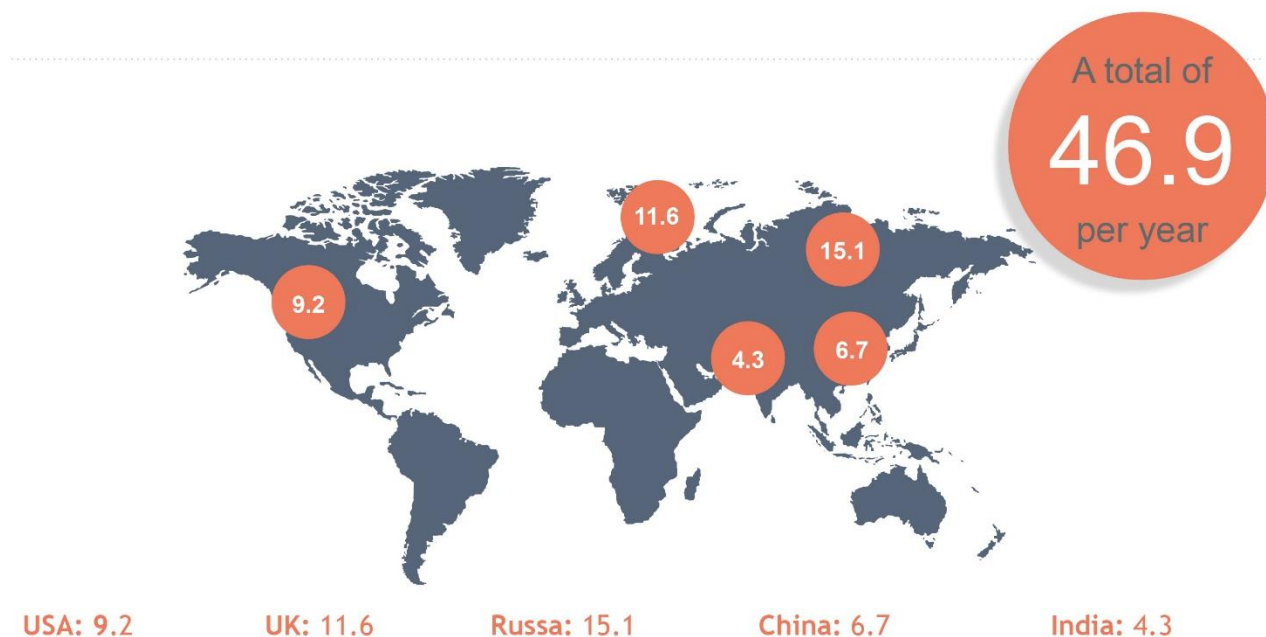 A total of
46.9
per year
11.6
15.1
9.2
4.3
6.7
USA: 9.2
UK: 11.6
Russa: 15.1
China: 6.7
India: 4.3